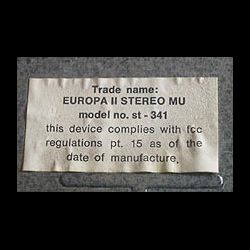 Trade name:
EUROPA II STEREO MU
model no. st - 341
this device complies with fcc
regulations pt. 15 as of the
date of manufacture.